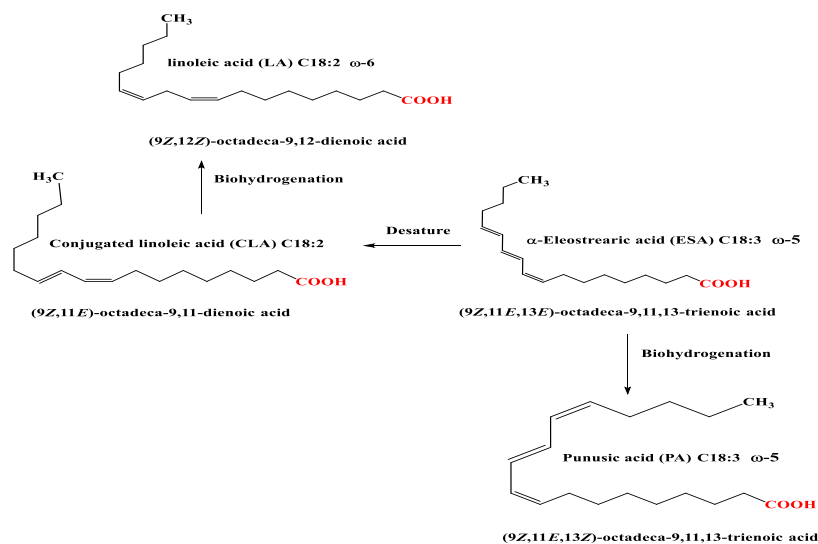 CH3
linoleic acid (LA) C18:2 ω-6
COOH
(9Z,12Z)-octadeca-9,12-dienoic acid
Biohydrogenation
H3C
Conjugated linoleic acid (CLA) C18:2
COOH
(9Z,11E)-octadeca-9,11-dienoic acid
Desature
CH3
α-Eleostrearic acid (ESA) C18:3 ω-5
COOH
(9Z,11E,13E)-octadeca-9,11,13-trienoic acid
Biohydrogenation
CH3
Punusic acid (PA) C18:3 ω-5
COOH
(9Z,11E,13Z)-octadeca-9,11,13-trienoic acid